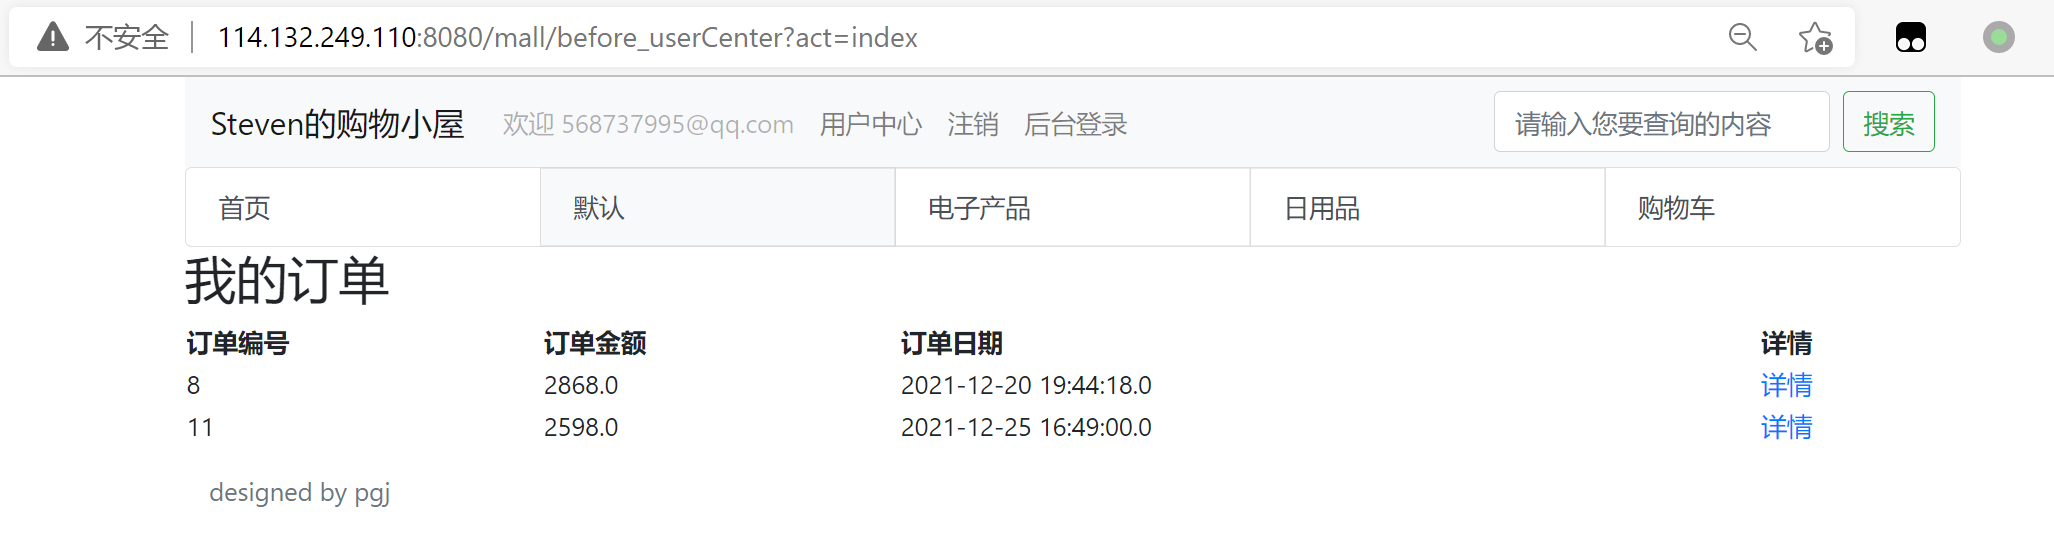 不安全 114.132.249.110:8080/mall/before_userCenter?act=index
Steven的购物小屋 欢迎 568737995@qq.com 用户中心 注销 后台登录 请输入您要查询的内容 搜索
首页 默认 电子产品 日用品 购物车
我的订单
订单编号 订单金额 订单日期 详情
8 2868.0 2021-12-20 19:44:18.0 详情
11 2598.0 2021-12-25 16:49:00.0 详情
designed by pgj